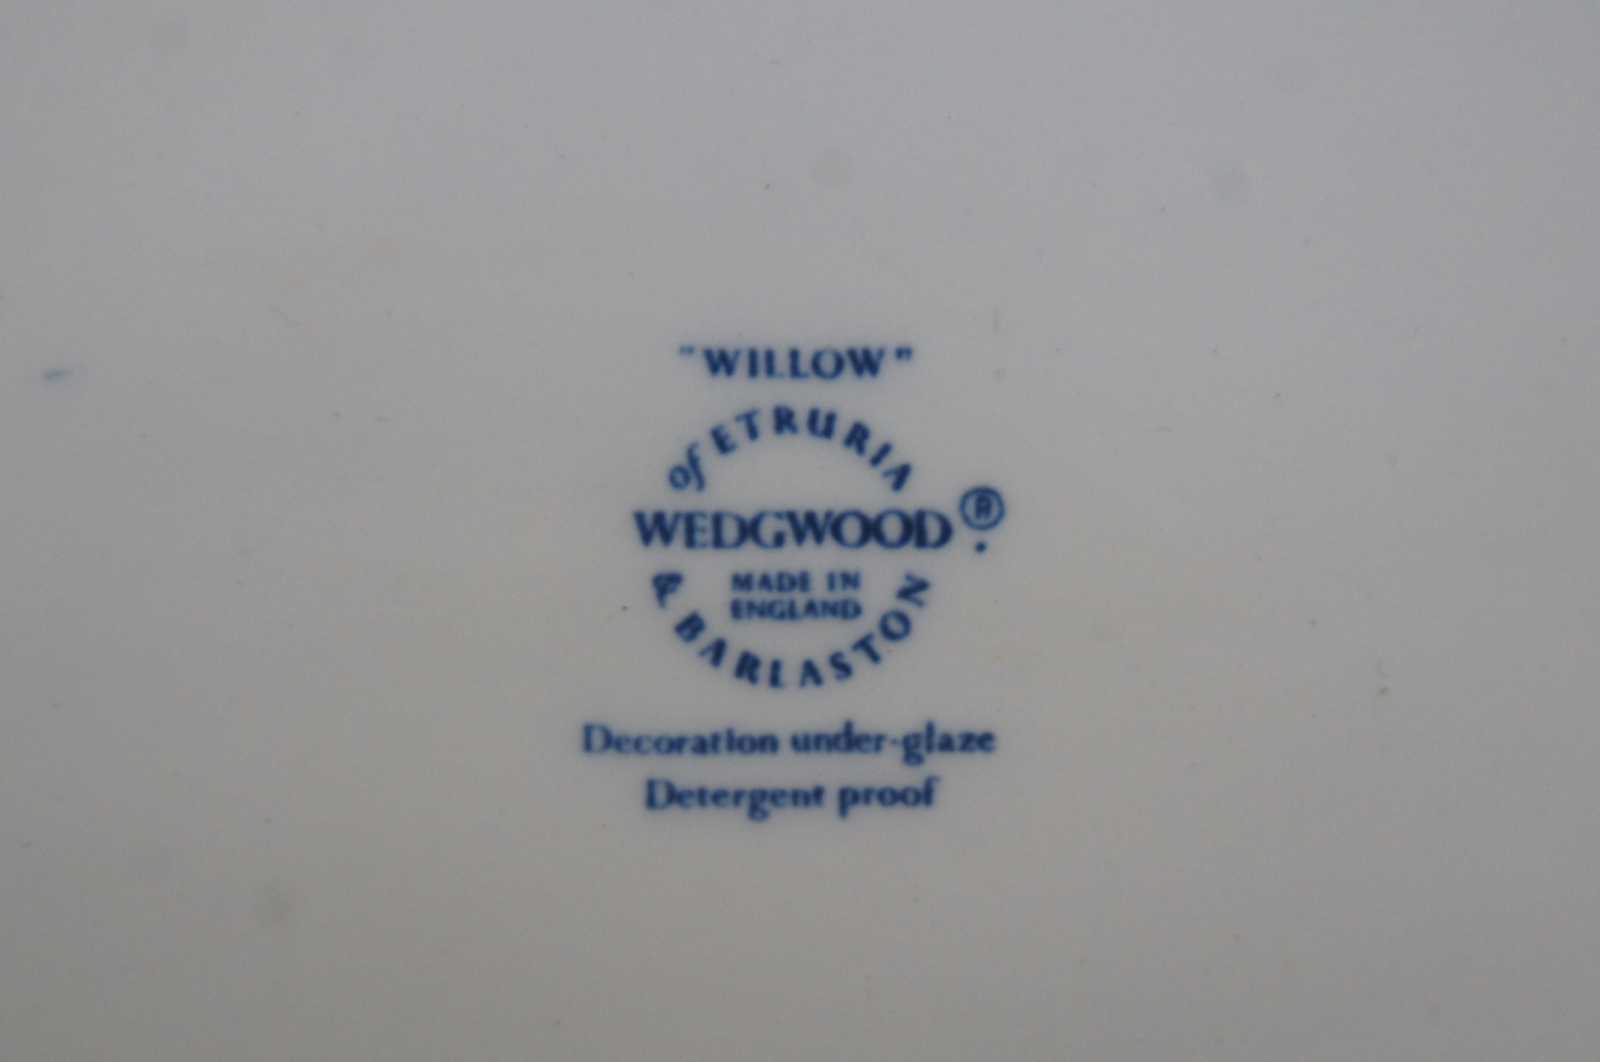 "WILLOW"
of ETRURIA
WEDGWOOD ®
MADE IN
ENGLAND
& BARLASTON
Decoration under-glaze
Detergent proof